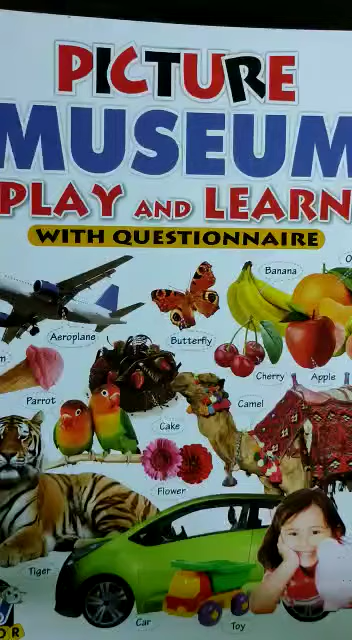 PICTURE
MUSEUM
PLAY AND LEARN
WITH QUESTIONNAIRE
Banana
Aeroplane
Butterfly
Cherry
Apple
Parrot
Camel
Cake
Flower
Tiger
Car
Toy